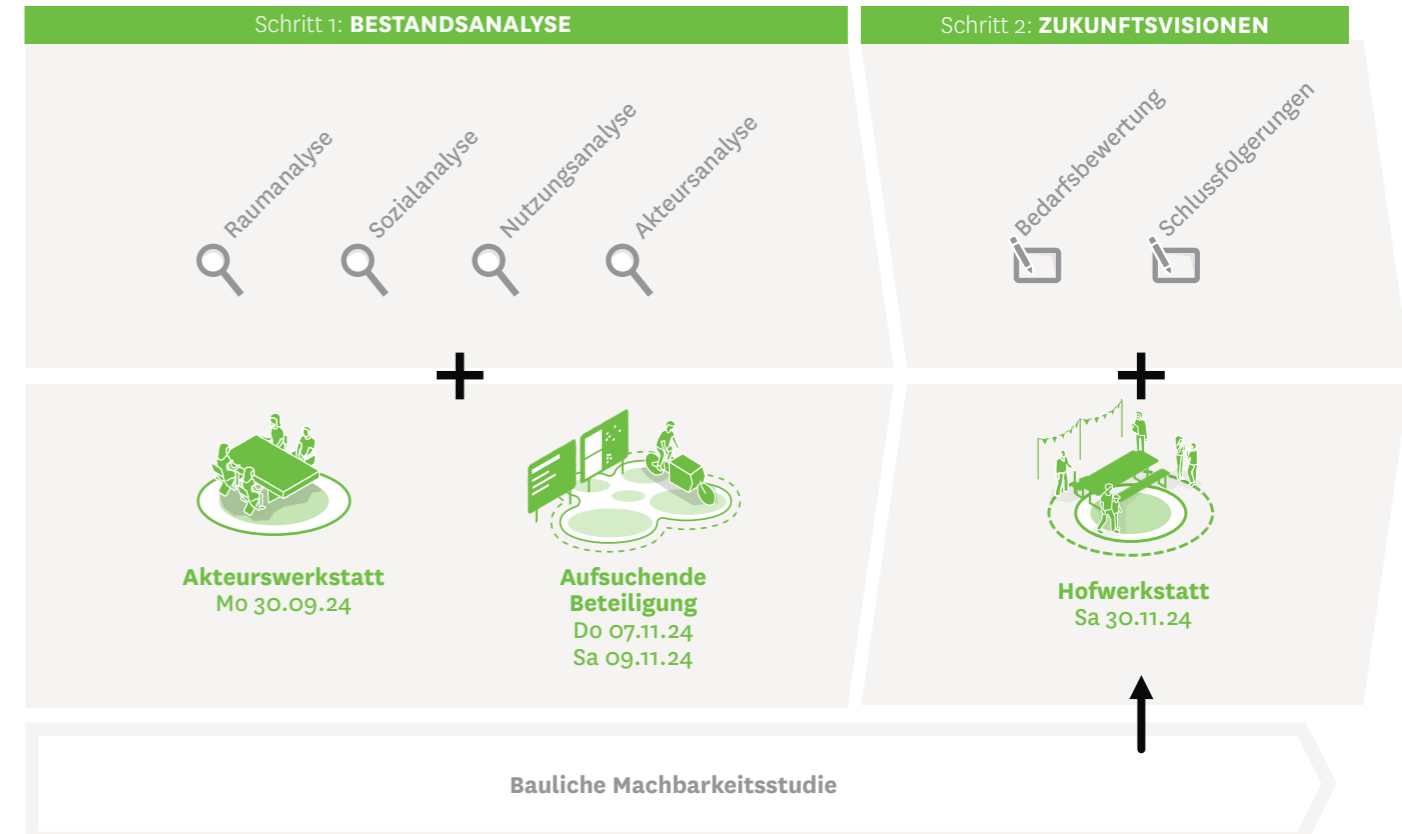 Schritt 1: BESTANDSANALYSE
Schritt 2: ZUKUNFTSVISIONEN
Raumanalyse
Sozialanalyse
Nutzungsanalyse
Akteursanalyse
Bedarfsbewertung
Schlussfolgerungen
Akteurswerkstatt
Mo 30.09.24
Aufsuchende
Beteiligung
Do 07.11.24
Sa 09.11.24
Hofwerkstatt
Sa 30.11.24
Bauliche Machbarkeitsstudie